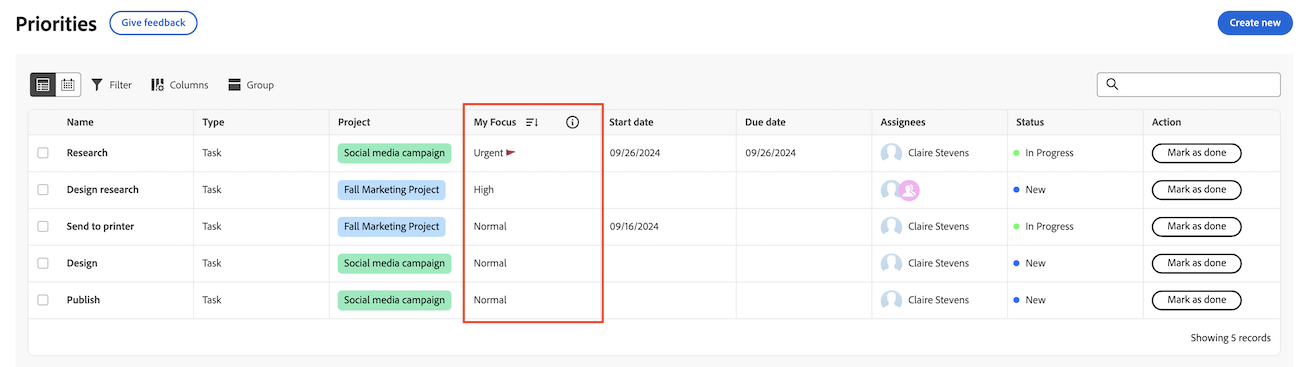 Priorities Give feedback Create new
Filter Columns Group
Name Type Project My Focus Start date Due date Assignees Status Action
Research Task Social media campaign Urgent 09/26/2024 09/26/2024 Claire Stevens In Progress Mark as done
Design research Task Fall Marketing Project High New Mark as done
Send to printer Task Fall Marketing Project Normal 09/16/2024 Claire Stevens In Progress Mark as done
Design Task Social media campaign Normal Claire Stevens New Mark as done
Publish Task Social media campaign Normal Claire Stevens New Mark as done
Showing 5 records